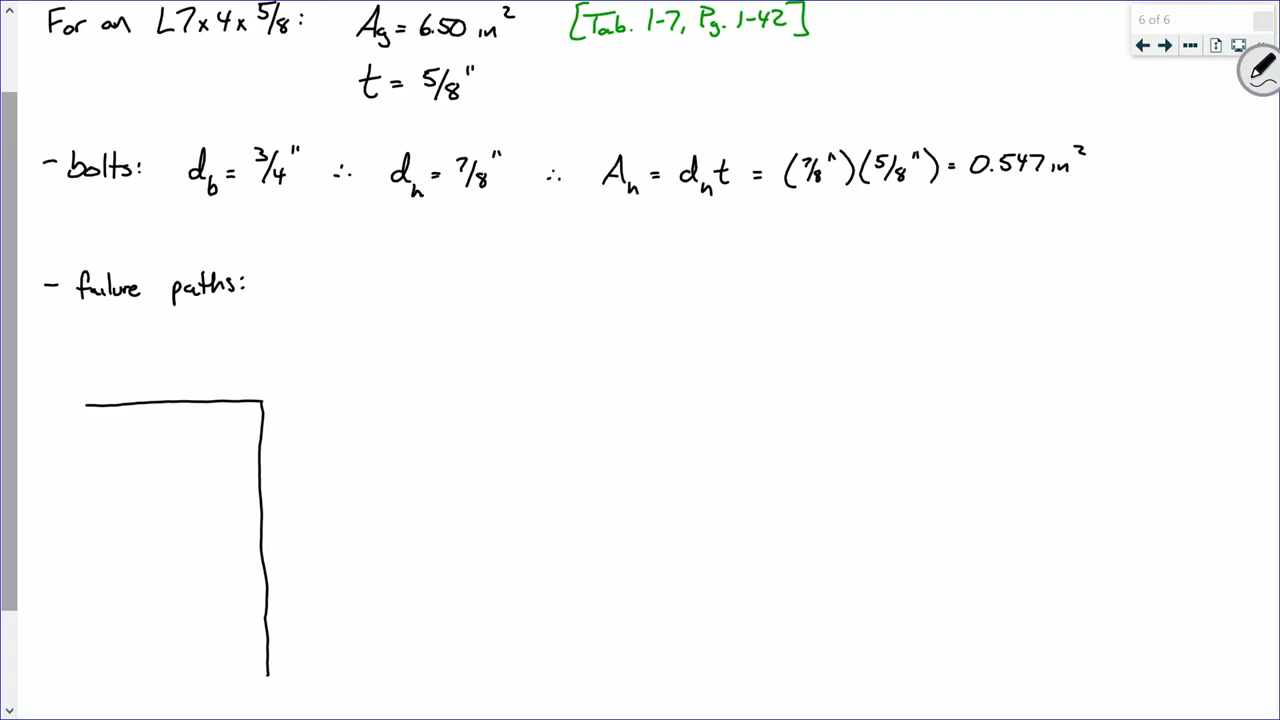 For an L7x4x5/8: Ag = 6.50 in² [Tab. 1-7, Pg. 1-42]
t = 5/8"
- bolts: db = 3/4" ∴ dh = 7/8" ∴ Ah = dht = (7/8")(5/8") = 0.547 in²
- failure paths:
6 of 6